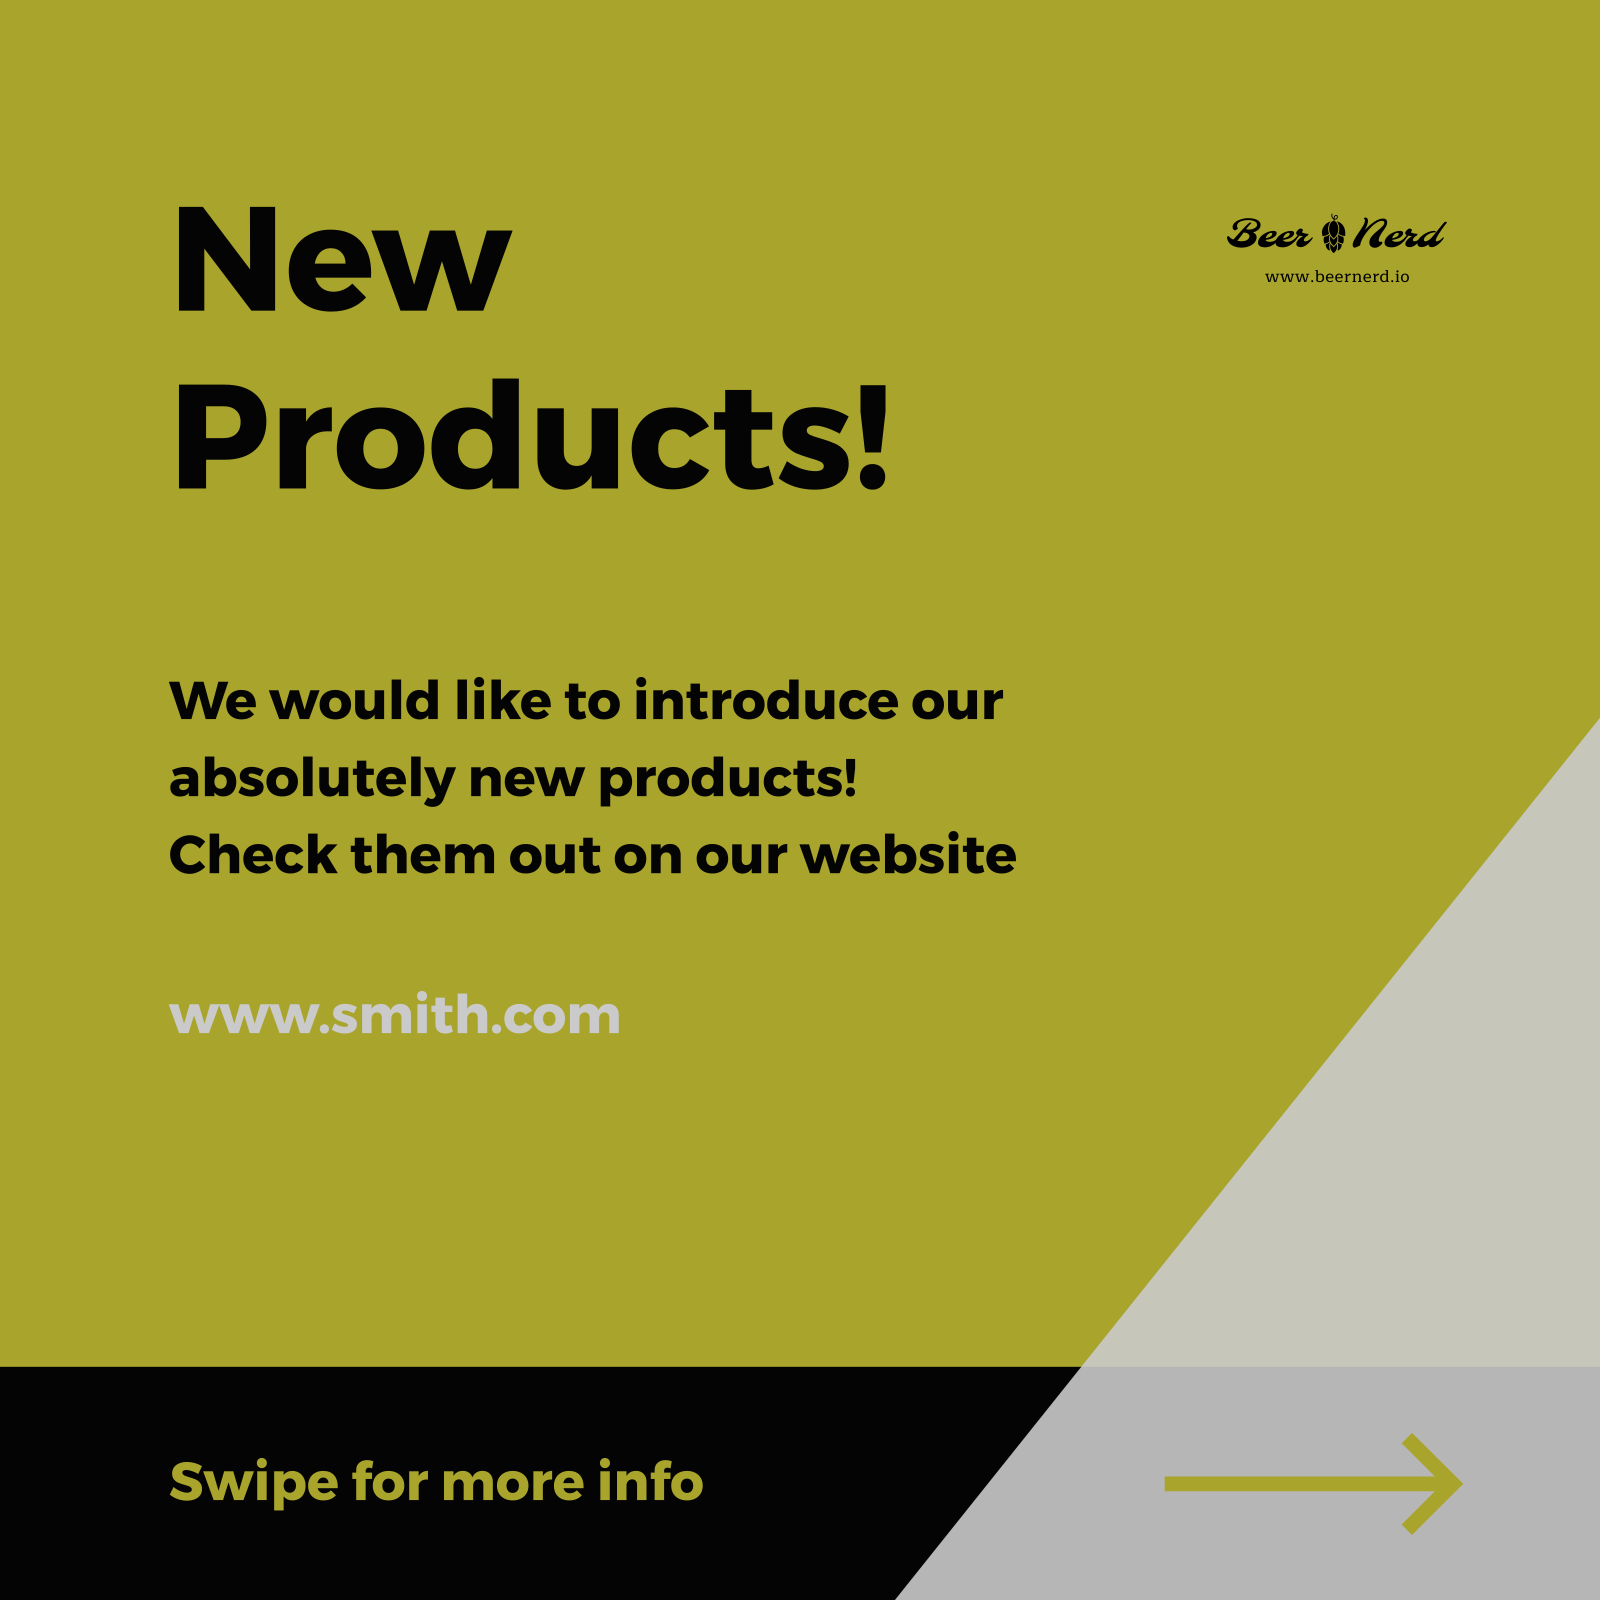 New
Products!
Beer Nerd
www.beernerd.io
We would like to introduce our
absolutely new products!
Check them out on our website
www.smith.com
Swipe for more info